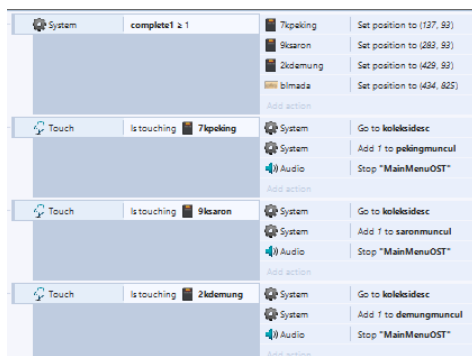 System complete1 ≥ 1 7kpeking Set position to (137, 93)
9ksaron Set position to (283, 93)
2kdemung Set position to (429, 93)
blmada Set position to (434, 825)
Add action
Touch Is touching 7kpeking System Go to koleksidesc
System Add 1 to pekingmuncul
Audio Stop "MainMenuOST"
Add action
Touch Is touching 9ksaron System Go to koleksidesc
System Add 1 to saronmuncul
Audio Stop "MainMenuOST"
Add action
Touch Is touching 2kdemung System Go to koleksidesc
System Add 1 to demungmuncul
Audio Stop "MainMenuOST"
Add action